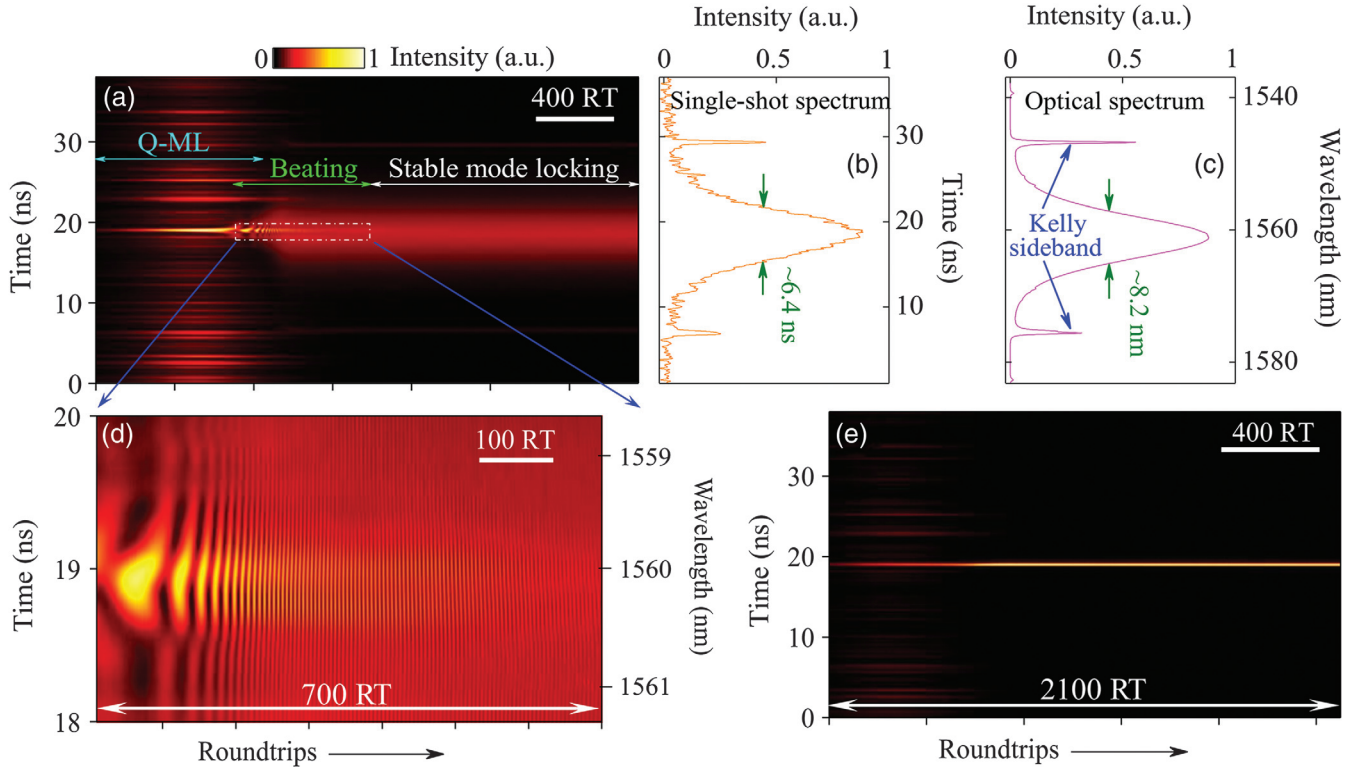 0
1
Intensity (a.u.)
(a)
400 RT
Q-ML
Beating
Stable mode locking
Time (ns)
30
20
10
0
Intensity (a.u.)
0
0.5
1
Single-shot spectrum
(b)
~6.4 ns
30
20
10
Time (ns)
Intensity (a.u.)
0
0.5
1
Optical spectrum
(c)
Kelly
sideband
~8.2 nm
1540
1560
1580
Wavelength (nm)
(d)
100 RT
Time (ns)
20
19
18
700 RT
1559
1560
1561
Wavelength (nm)
Roundtrips
(e)
400 RT
Time (ns)
30
20
10
0
2100 RT
Roundtrips